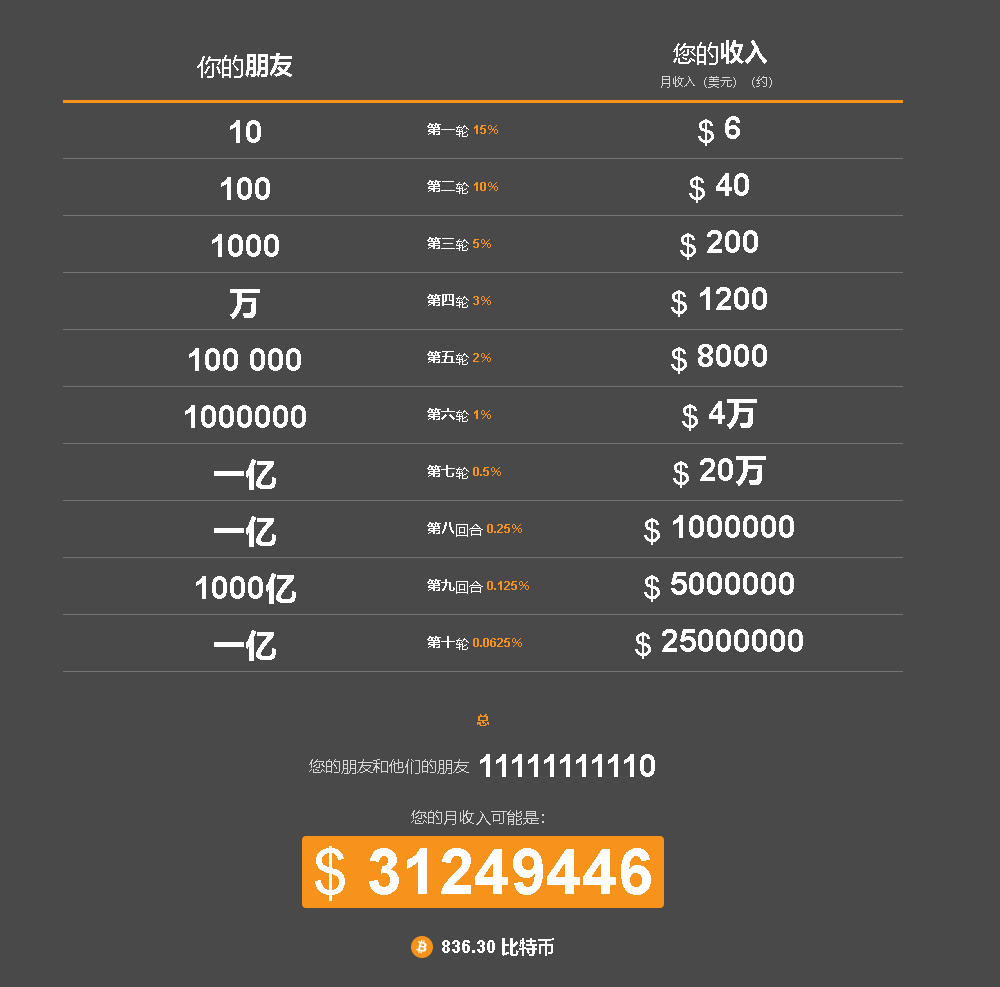 你的朋友
您的收入
月收入（美元）（约）
10 第一轮 15% $ 6
100 第二轮 10% $ 40
1000 第三轮 5% $ 200
万 第四轮 3% $ 1200
100 000 第五轮 2% $ 8000
1000000 第六轮 1% $ 4万
一亿 第七轮 0.5% $ 20万
一亿 第八回合 0.25% $ 1000000
1000亿 第九回合 0.125% $ 5000000
一亿 第十轮 0.0625% $ 25000000
总
您的朋友和他们的朋友 11111111110
您的月收入可能是：
$ 31249446
836.30 比特币